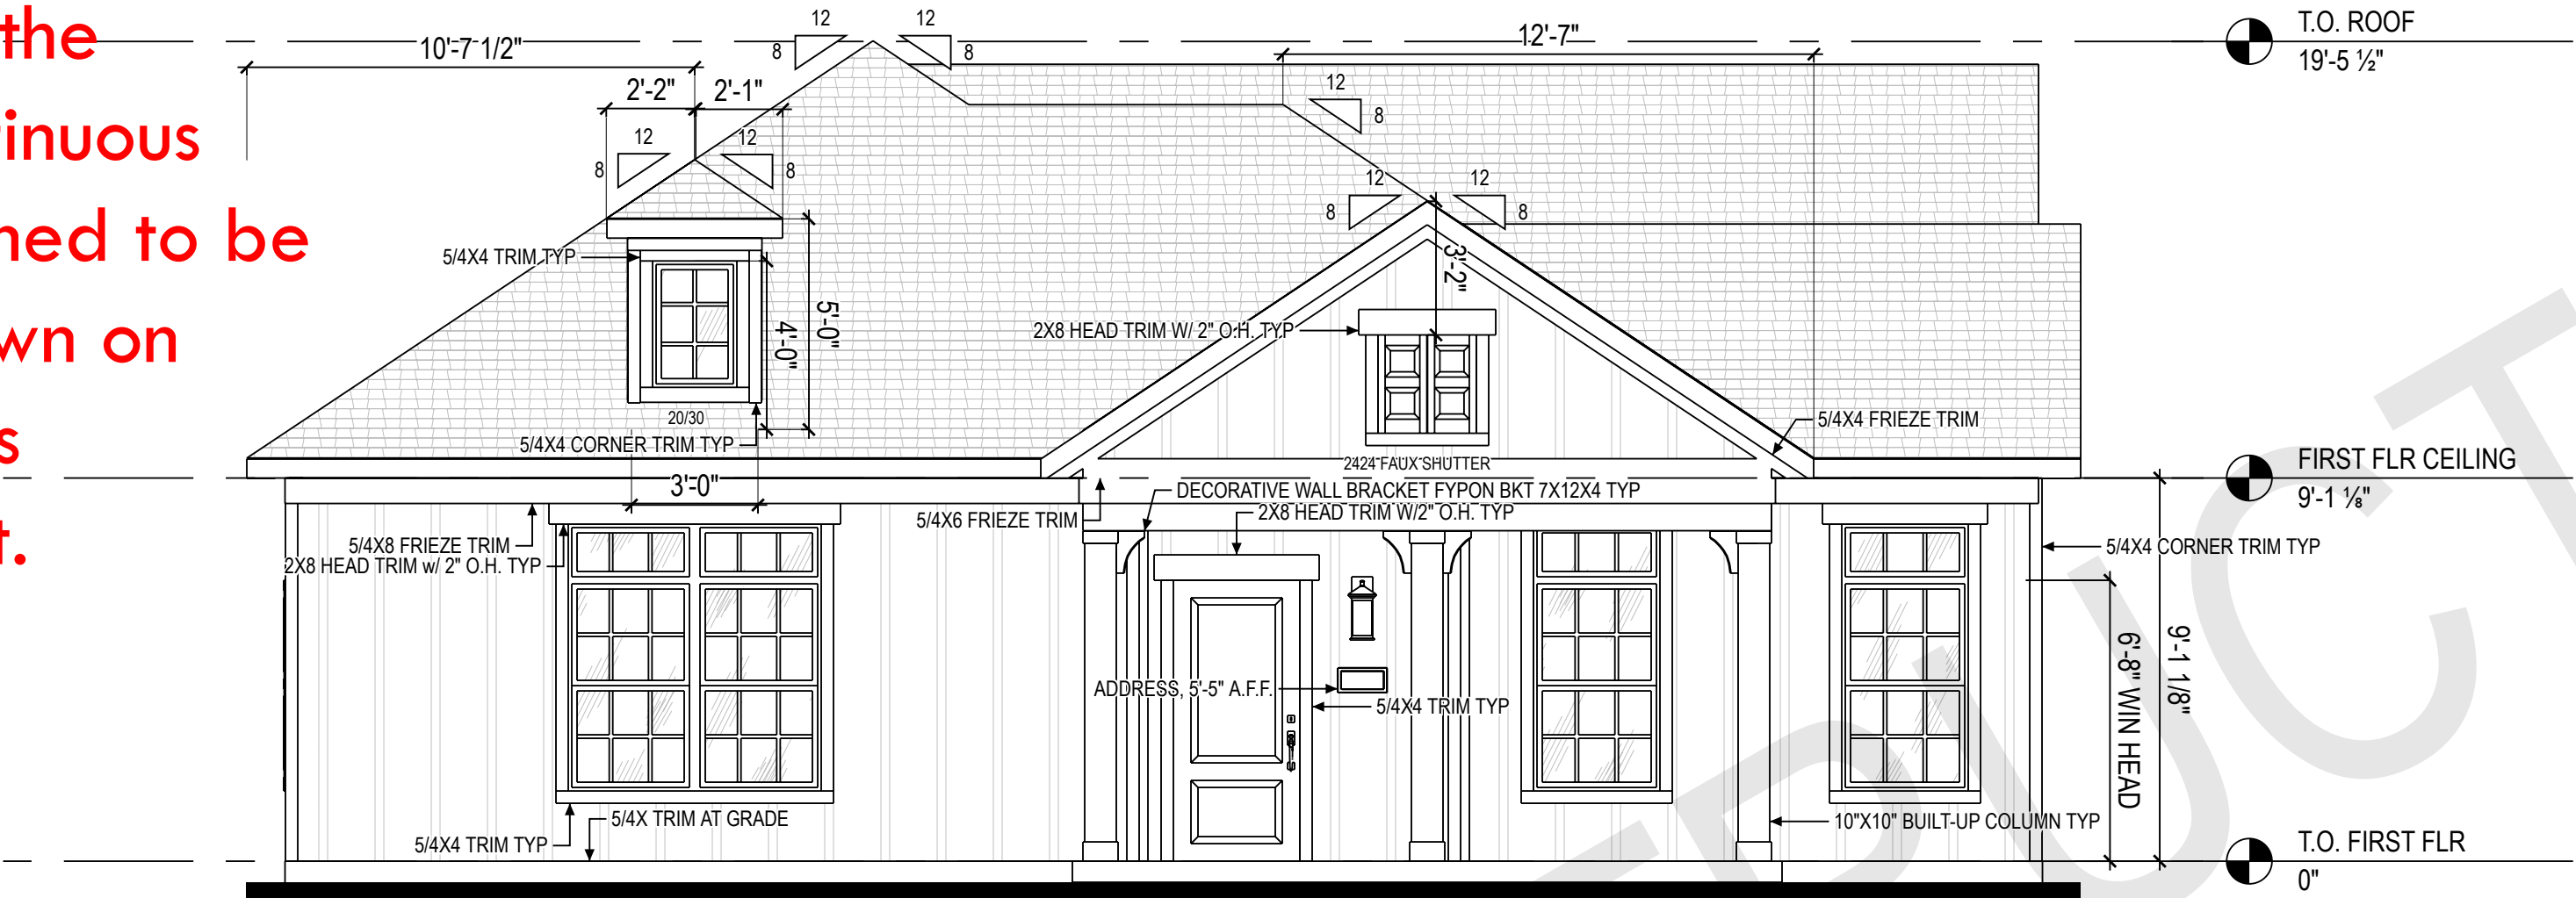 the
tinuous
ned to be
wn on
s
t.
12
12
8
8
10'-7 1/2"
12'-7"
T.O. ROOF
19'-5 ½"
2'-2"
2'-1"
12
8
12
12
8
8
12
12
8
8
5/4X4 TRIM TYP
3'-2"
5'-0"
4'-0"
2X8 HEAD TRIM W/ 2" O.H. TYP
20/30
5/4X4 CORNER TRIM TYP
5/4X4 FRIEZE TRIM
2424 FAUX SHUTTER
FIRST FLR CEILING
9'-1 ⅛"
3'-0"
DECORATIVE WALL BRACKET FYPON BKT 7X12X4 TYP
2X8 HEAD TRIM W/2" O.H. TYP
5/4X6 FRIEZE TRIM
5/4X8 FRIEZE TRIM
2X8 HEAD TRIM w/ 2" O.H. TYP
5/4X4 CORNER TRIM TYP
6'-8" WIN HEAD
9'-1 1/8"
ADDRESS, 5'-5" A.F.F.
5/4X4 TRIM TYP
5/4X TRIM AT GRADE
5/4X4 TRIM TYP
10"X10" BUILT-UP COLUMN TYP
T.O. FIRST FLR
0"
RUCT